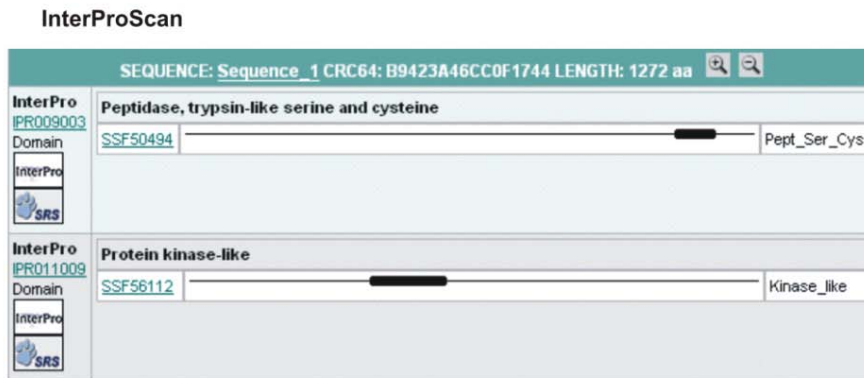 InterProScan
SEQUENCE: Sequence_1 CRC64: B9423A46CC0F1744 LENGTH: 1272 aa
InterPro
IPR009003
Domain
InterPro
SRS
Peptidase, trypsin-like serine and cysteine
SSF50494
Pept_Ser_Cys
InterPro
IPR011009
Domain
InterPro
SRS
Protein kinase-like
SSF56112
Kinase_like